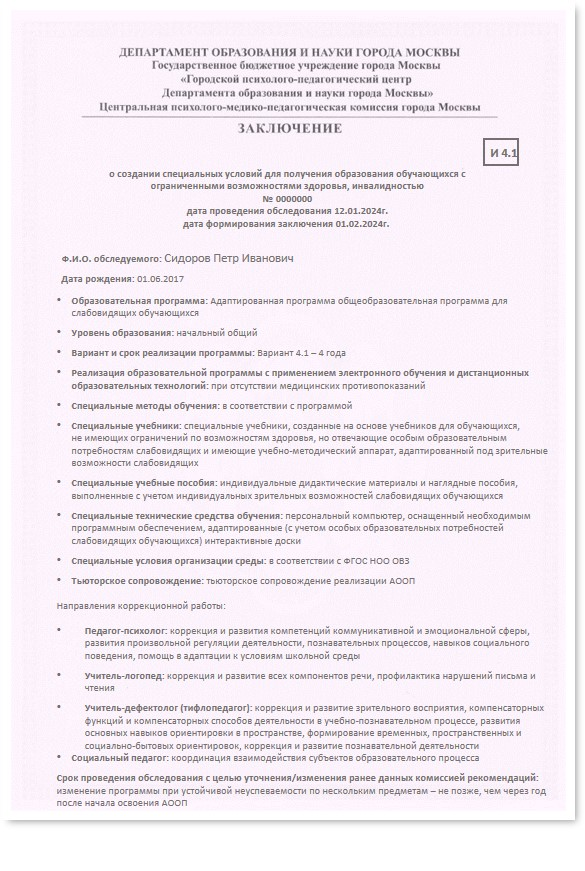 ДЕПАРТАМЕНТ ОБРАЗОВАНИЯ И НАУКИ ГОРОДА МОСКВЫ
Государственное бюджетное учреждение города Москвы
«Городской психолого-педагогический центр
Департамента образования и науки города Москвы»
Центральная психолого-медико-педагогическая комиссия города Москвы
ЗАКЛЮЧЕНИЕ
И 4.1
о создании специальных условий для получения образования обучающихся с
ограниченными возможностями здоровья, инвалидностью
№ 0000000
дата проведения обследования 12.01.2024г.
дата формирования заключения 01.02.2024г.
Ф.И.О. обследуемого: Сидоров Петр Иванович
Дата рождения: 01.06.2017
• Образовательная программа: Адаптированная программа общеобразовательная программа для
слабовидящих обучающихся
• Уровень образования: начальный общий
• Вариант и срок реализации программы: Вариант 4.1 – 4 года
• Реализация образовательной программы с применением электронного обучения и дистанционных
образовательных технологий: при отсутствии медицинских противопоказаний
• Специальные методы обучения: в соответствии с программой
• Специальные учебники: специальные учебники, созданные на основе учебников для обучающихся,
не имеющих ограничений по возможностям здоровья, но отвечающие особым образовательным
потребностям слабовидящих и имеющие учебно-методический аппарат, адаптированный под зрительные
возможности слабовидящих
• Специальные учебные пособия: индивидуальные дидактические материалы и наглядные пособия,
выполненные с учетом индивидуальных зрительных возможностей слабовидящих обучающихся
• Специальные технические средства обучения: персональный компьютер, оснащенный необходимым
программным обеспечением, адаптированные (с учетом особых образовательных потребностей
слабовидящих обучающихся) интерактивные доски
• Специальные условия организации среды: в соответствии с ФГОС НОО ОВЗ
• Тьюторское сопровождение: тьюторское сопровождение реализации АООП
Направления коррекционной работы:
• Педагог-психолог: коррекция и развития компетенций коммуникативной и эмоциональной сферы,
развития произвольной регуляции деятельности, познавательных процессов, навыков социального
поведения, помощь в адаптации к условиям школьной среды
• Учитель-логопед: коррекция и развитие всех компонентов речи, профилактика нарушений письма и
чтения
• Учитель-дефектолог (тифлопедагог): коррекция и развитие зрительного восприятия, компенсаторных
функций и компенсаторных способов деятельности в учебно-познавательном процессе, развития
основных навыков ориентировки в пространстве, формирование временных, пространственных и
социально-бытовых ориентировок, коррекция и развитие познавательной деятельности
• Социальный педагог: координация взаимодействия субъектов образовательного процесса
Срок проведения обследования с целью уточнения/изменения ранее данных комиссией рекомендаций:
изменение программы при устойчивой неуспеваемости по нескольким предметам – не позже, чем через год
после начала освоения АООП